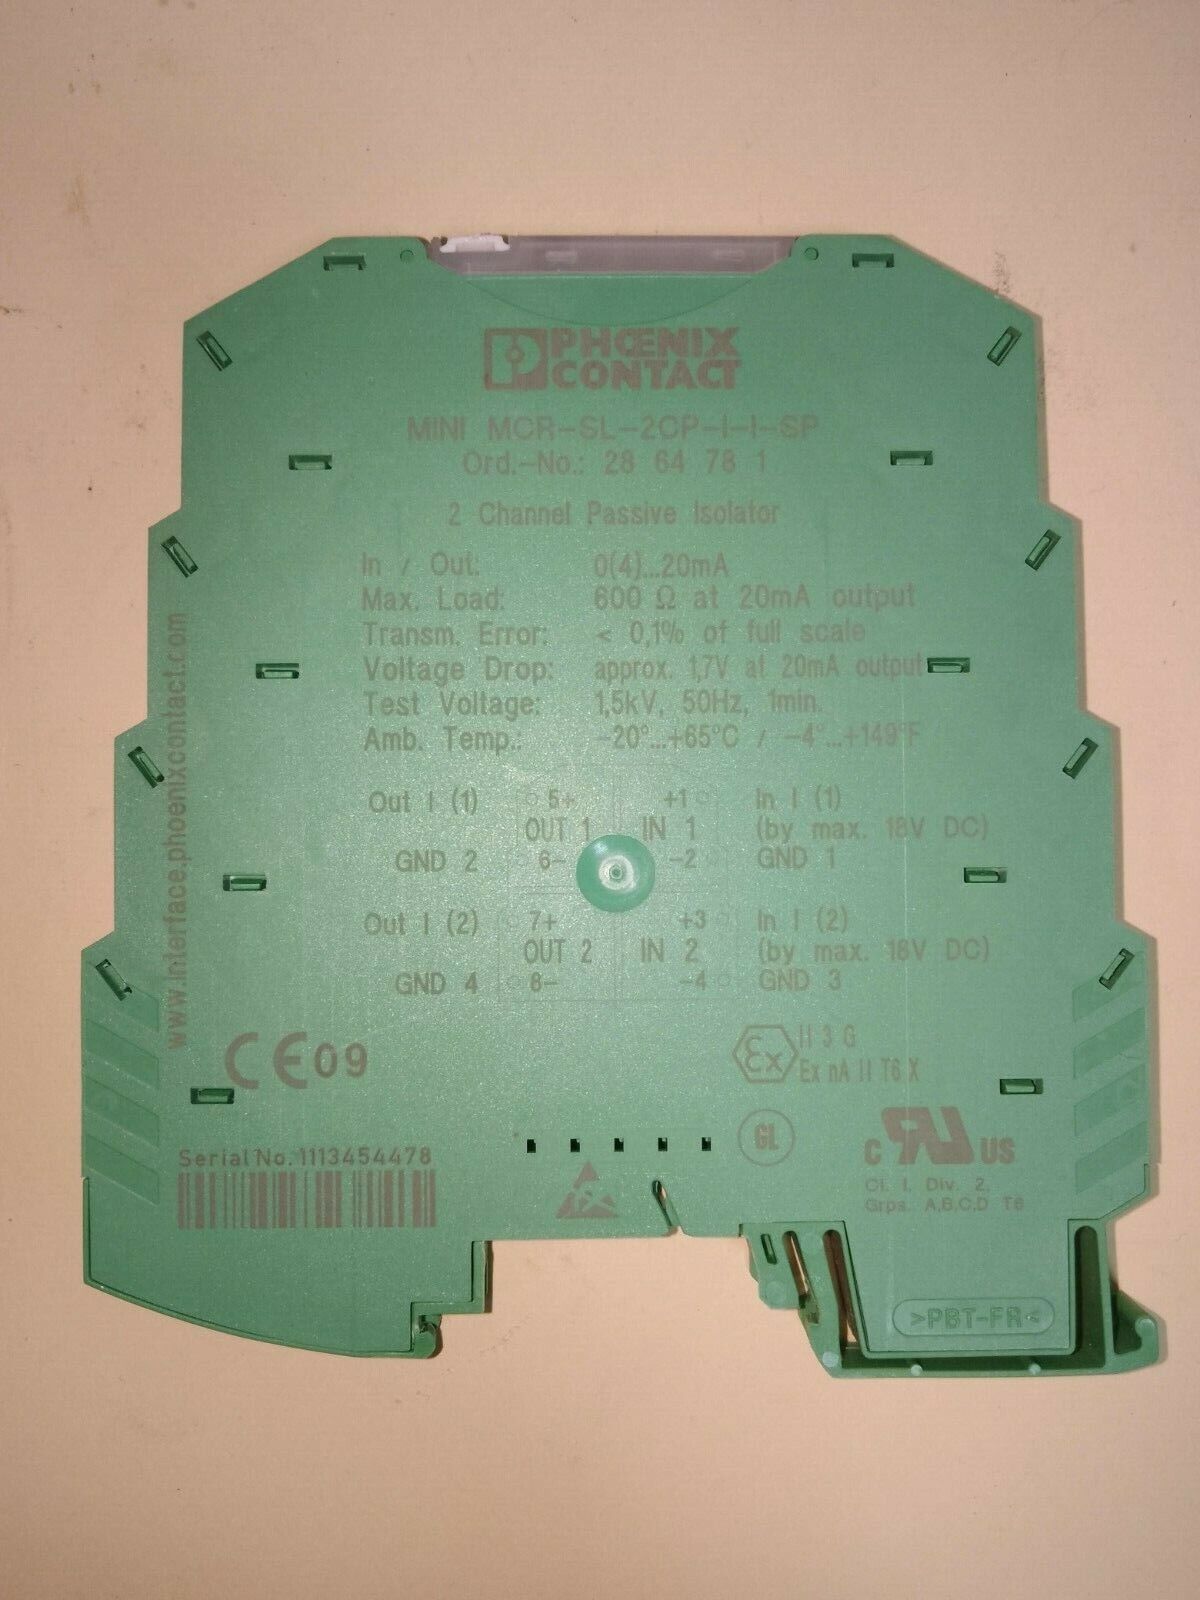 PHŒNIX
CONTACT
MINI MCR-SL-2CP-I-I-SP
Ord.-No.: 28 64 78 1
2 Channel Passive Isolator
In / Out: 0(4)...20mA
Max. Load: 600 Ω at 20mA output
Transm. Error: < 0,1% of full scale
Voltage Drop: approx. 1,7V at 20mA output
Test Voltage: 1,5kV, 50Hz, 1min.
Amb. Temp.: -20°...+65°C / -4°...+149°F
Out I (1) 5+ +1 In I (1)
OUT 1 IN 1 (by max. 18V DC)
GND 2 6- -2 GND 1
Out I (2) 7+ +3 In I (2)
OUT 2 IN 2 (by max. 18V DC)
GND 4 8- -4 GND 3
www.interface.phoenixcontact.com
CE09
Ex II 3 G
Ex nA II T6 X
GL
c RU US
Cl. I, Div. 2,
Grps. A,B,C,D T6
Serial No. 1113454478
>PBT-FR<